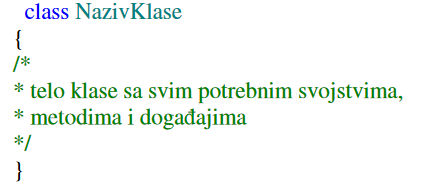 class NazivKlase
{
/*
* telo klase sa svim potrebnim svojstvima,
* metodima i događajima
*/
}